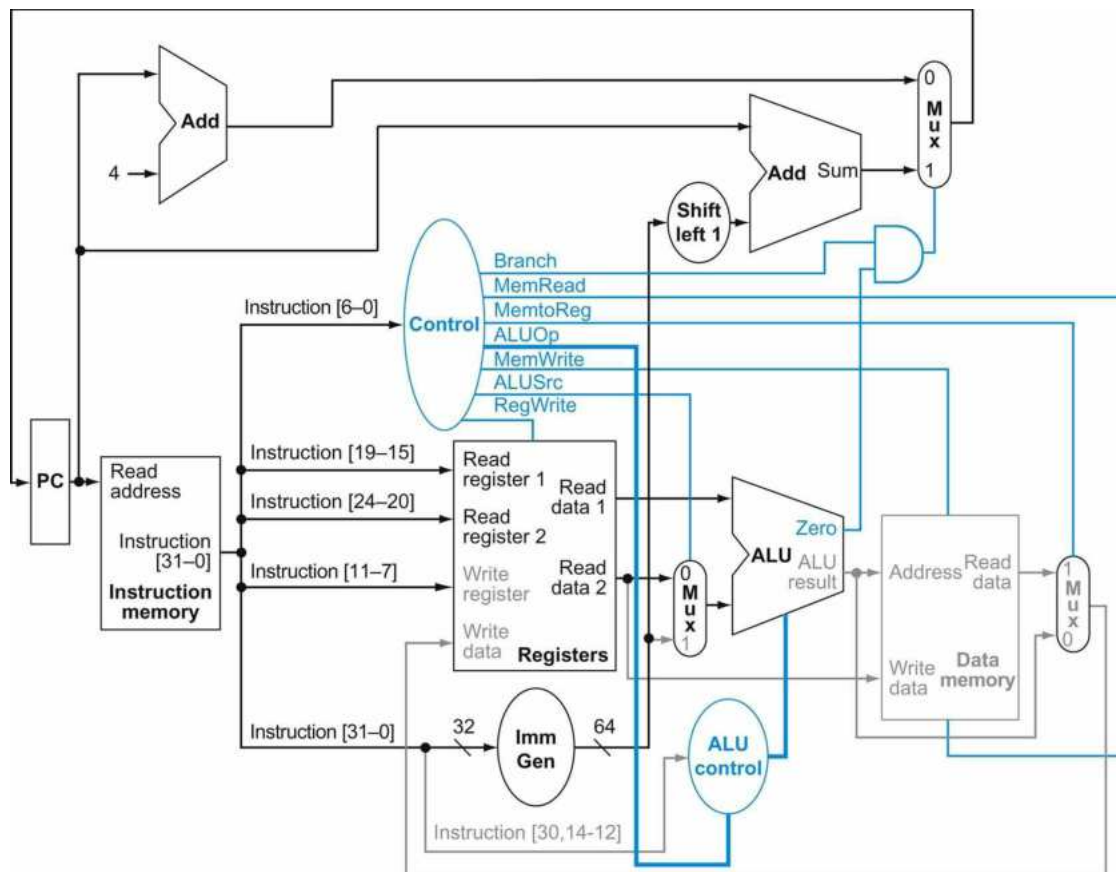 Add
4
Add Sum
0
Mux
1
Shift
left 1
Branch
MemRead
MemtoReg
ALUOp
MemWrite
ALUSrc
RegWrite
Control
Instruction [6–0]
PC
Read
address
Instruction
[31–0]
Instruction
memory
Instruction [19–15]
Instruction [24–20]
Instruction [11–7]
Instruction [31–0]
Read
register 1
Read
register 2
Write
register
Write
data
Read
data 1
Read
data 2
Registers
0
Mux
1
Zero
ALU
ALU
result
Address
Read
data
Write
data
Data
memory
1
Mux
0
32
Imm
Gen
64
ALU
control
Instruction [30,14-12]